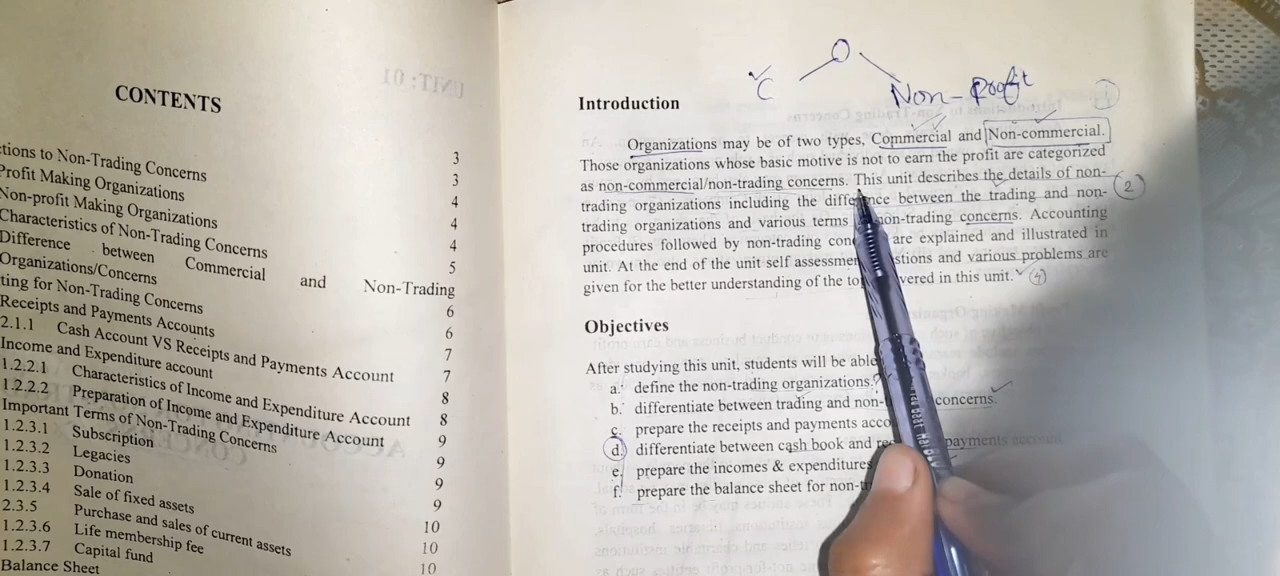 CONTENTS
ctions to Non-Trading Concerns 3
Profit Making Organizations 3
Non-profit Making Organizations 4
Characteristics of Non-Trading Concerns 4
Difference between Commercial and Non-Trading
Organizations/Concerns 5
ting for Non-Trading Concerns 6
Receipts and Payments Accounts 6
2.1.1 Cash Account VS Receipts and Payments Account 7
Income and Expenditure account 7
1.2.2.1 Characteristics of Income and Expenditure Account 8
1.2.2.2 Preparation of Income and Expenditure Account 8
Important Terms of Non-Trading Concerns 9
1.2.3.1 Subscription 9
1.2.3.2 Legacies 9
1.2.3.3 Donation 9
1.2.3.4 Sale of fixed assets
2.3.5 Purchase and sales of current assets 10
1.2.3.6 Life membership fee 10
1.2.3.7 Capital fund 10
Balance Sheet
O
C Non-Profit
Introduction
Organizations may be of two types, Commercial and Non-commercial.
Those organizations whose basic motive is not to earn the profit are categorized
as non-commercial/non-trading concerns. This unit describes the details of non-
trading organizations including the difference between the trading and non- (2)
trading organizations and various terms non-trading concerns. Accounting
procedures followed by non-trading con are explained and illustrated in
unit. At the end of the unit self assessmen stions and various problems are
given for the better understanding of the to vered in this unit. (4)
Objectives
After studying this unit, students will be able
a. define the non-trading organizations.?
b. differentiate between trading and non-t concerns.
c. prepare the receipts and payments acco
d. differentiate between cash book and re payments account
e. prepare the incomes & expenditures
f. prepare the balance sheet for non-tr